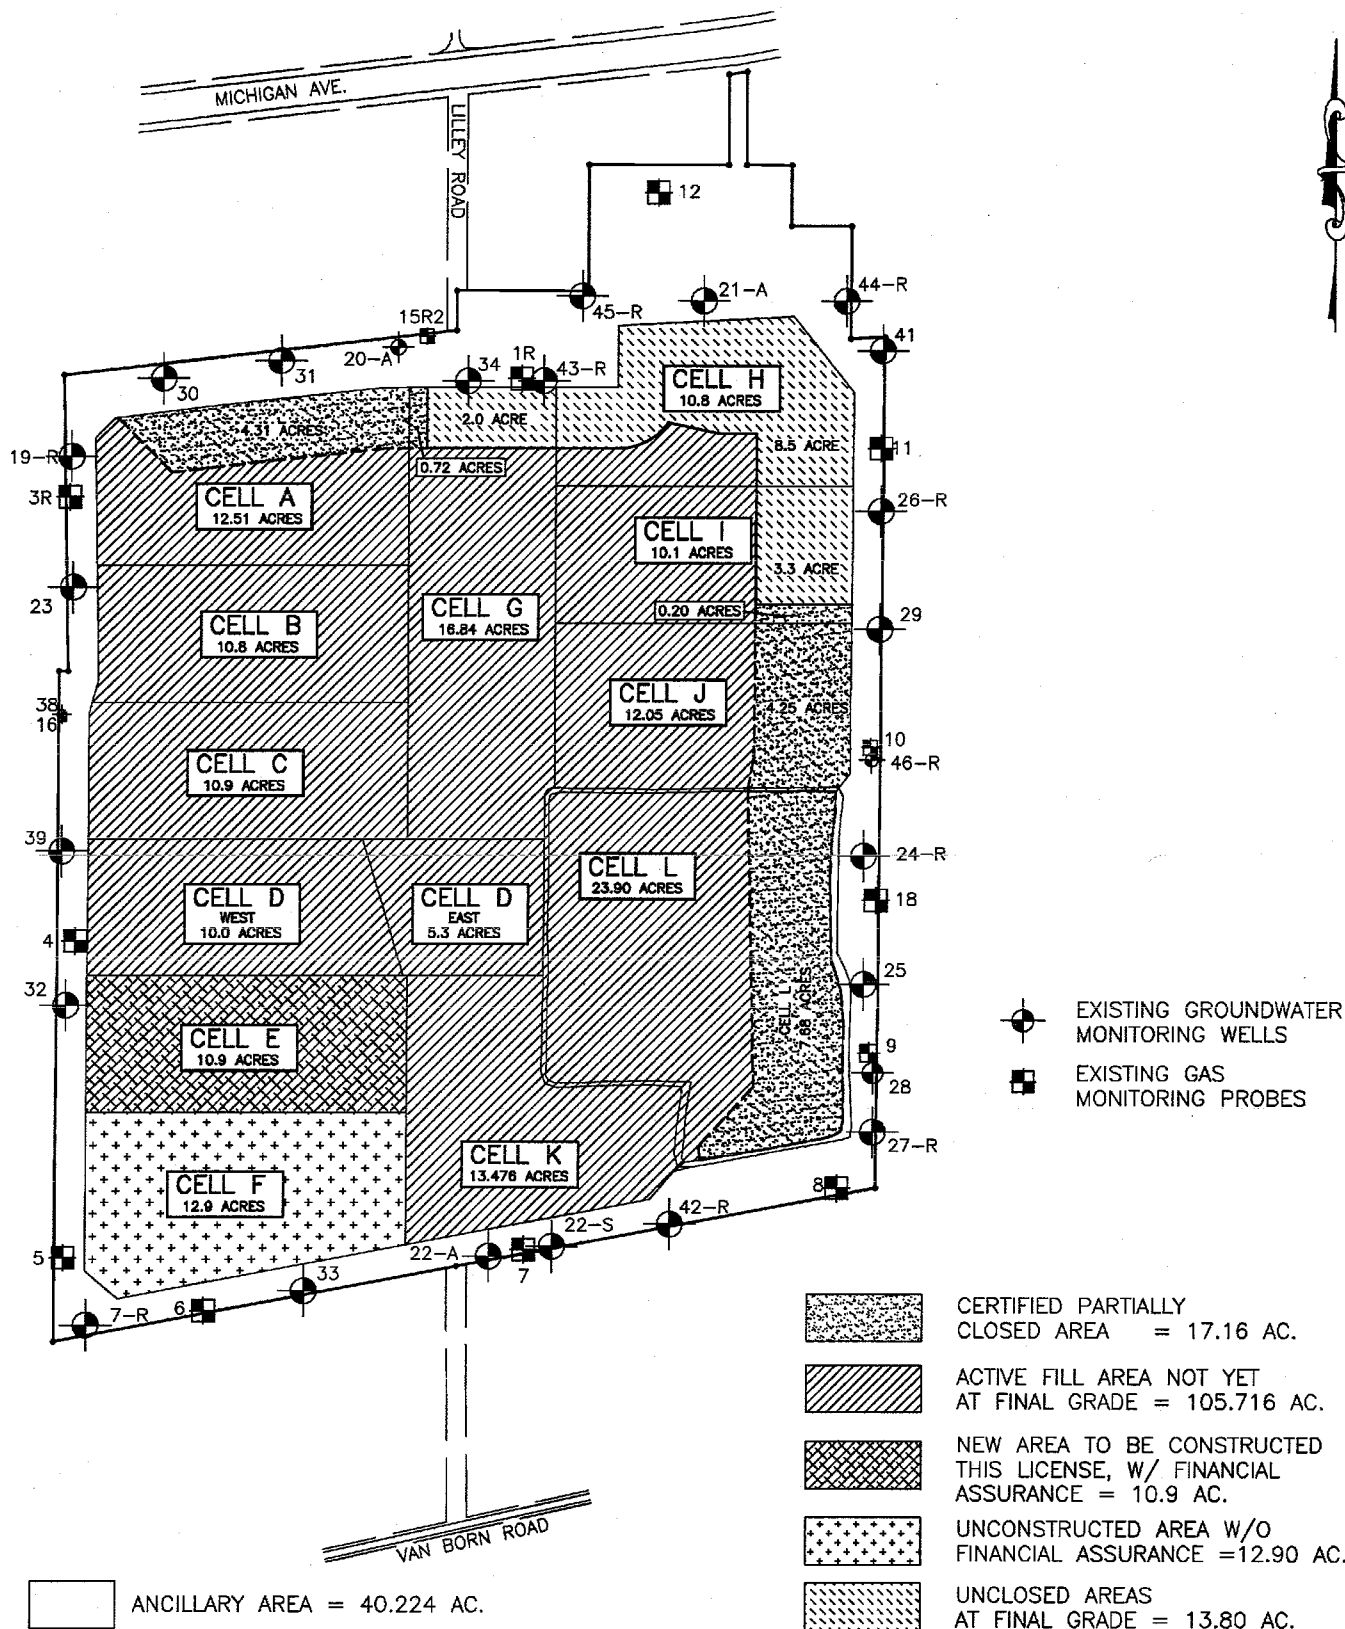 MICHIGAN AVE.
LILLEY ROAD
12
21-A
44-R
45-R
41
15R2
20-A
1R
34
43-R
31
30
CELL H
10.8 ACRES
4.31 ACRES
2.0 ACRE
8.5 ACRE
11
19-R
0.72 ACRES
3R
CELL A
12.51 ACRES
26-R
CELL I
10.1 ACRES
3.3 ACRE
23
CELL B
10.8 ACRES
CELL G
16.84 ACRES
0.20 ACRES
29
CELL J
12.05 ACRES
4.25 ACRES
38
16
10
46-R
CELL C
10.9 ACRES
39
24-R
CELL L
23.90 ACRES
CELL D
WEST
10.0 ACRES
CELL D
EAST
5.3 ACRES
18
4
25
32
CELL L
7.68 ACRES
EXISTING GROUNDWATER
MONITORING WELLS
CELL E
10.9 ACRES
9
28
EXISTING GAS
MONITORING PROBES
27-R
CELL K
13.476 ACRES
CELL F
12.9 ACRES
8
42-R
22-S
22-A
7
5
33
6
7-R
CERTIFIED PARTIALLY
CLOSED AREA = 17.16 AC.
ACTIVE FILL AREA NOT YET
AT FINAL GRADE = 105.716 AC.
NEW AREA TO BE CONSTRUCTED
THIS LICENSE, W/ FINANCIAL
ASSURANCE = 10.9 AC.
VAN BORN ROAD
UNCONSTRUCTED AREA W/O
FINANCIAL ASSURANCE =12.90 AC.
ANCILLARY AREA = 40.224 AC.
UNCLOSED AREAS
AT FINAL GRADE = 13.80 AC.